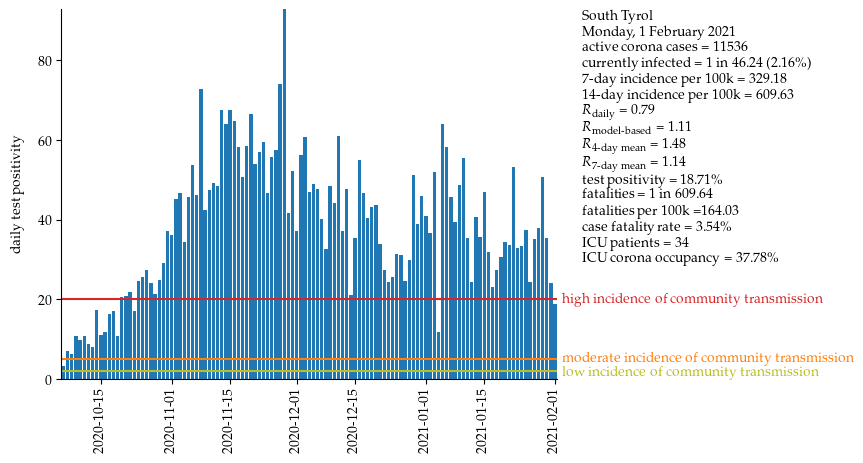 South Tyrol
Monday, 1 February 2021
active corona cases = 11536
currently infected = 1 in 46.24 (2.16%)
7-day incidence per 100k = 329.18
14-day incidence per 100k = 609.63
R daily = 0.79
R model-based = 1.11
R 4-day mean = 1.48
R 7-day mean = 1.14
test positivity = 18.71%
fatalities = 1 in 609.64
fatalities per 100k =164.03
case fatality rate = 3.54%
ICU patients = 34
ICU corona occupancy = 37.78%
high incidence of community transmission
moderate incidence of community transmission
low incidence of community transmission
daily test positivity
80
60
40
20
0
2020-10-15
2020-11-01
2020-11-15
2020-12-01
2020-12-15
2021-01-01
2021-01-15
2021-02-01